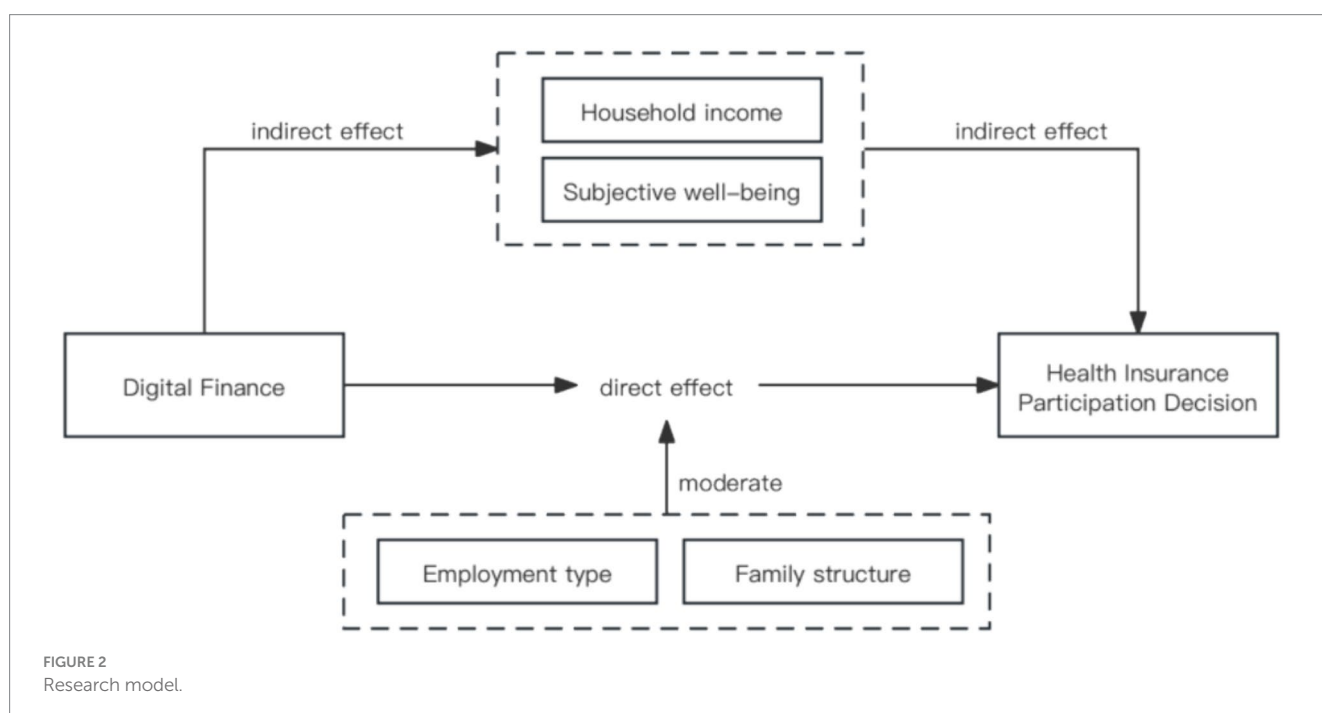 Household income
indirect effect
indirect effect
Subjective well-being
Digital Finance
direct effect
Health Insurance
Participation Decision
moderate
Employment type
Family structure
FIGURE 2
Research model.